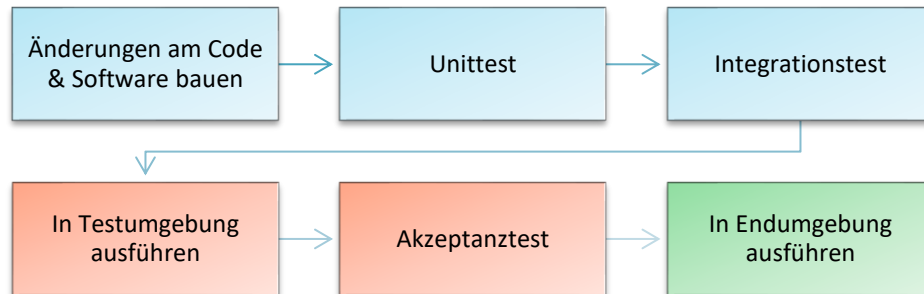 Änderungen am Code
& Software bauen
Unittest
Integrationstest
In Testumgebung
ausführen
Akzeptanztest
In Endumgebung
ausführen